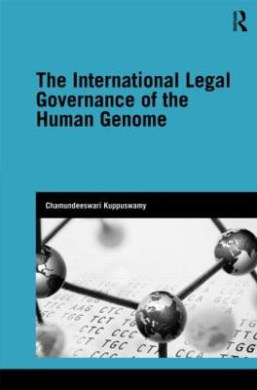 R
The International Legal
Governance of the
Human Genome
Chamundeeswari Kuppuswamy